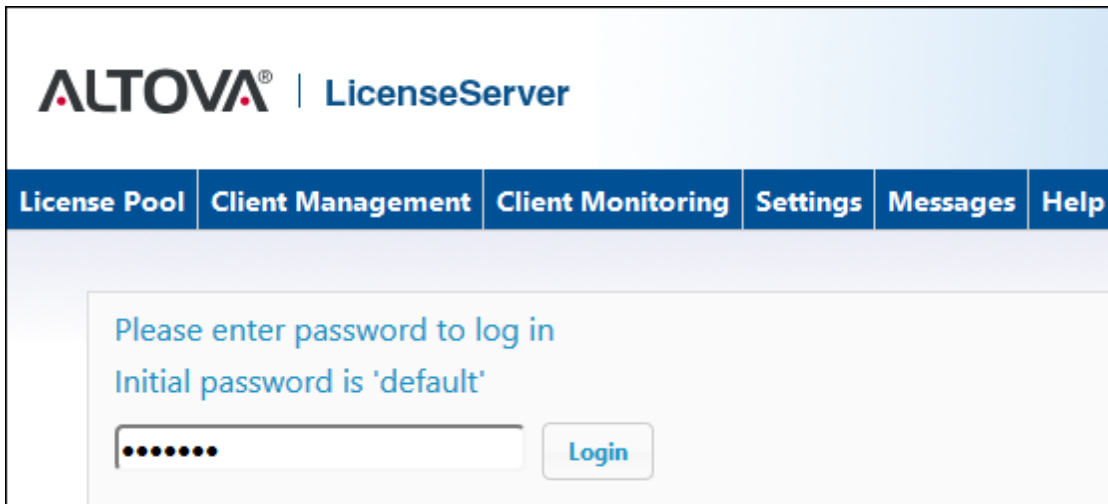 ALTOVA® | LicenseServer
License Pool Client Management Client Monitoring Settings Messages Help
Please enter password to log in
Initial password is 'default'
•••••••
Login